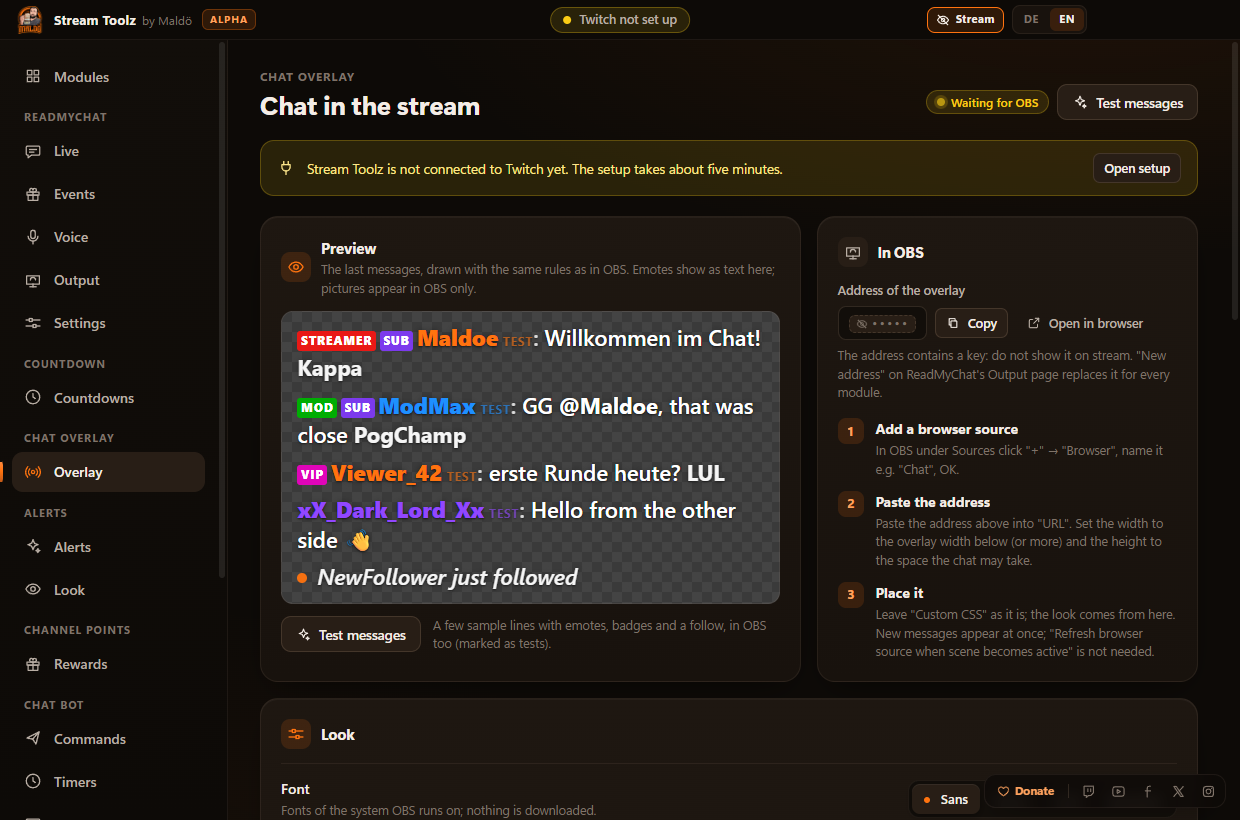 Stream Toolz by Maldö ALPHA
Twitch not set up
Stream
DE EN
Modules
READMYCHAT
Live
Events
Voice
Output
Settings
COUNTDOWN
Countdowns
CHAT OVERLAY
Overlay
ALERTS
Alerts
Look
CHANNEL POINTS
Rewards
CHAT BOT
Commands
Timers
CHAT OVERLAY
Chat in the stream
Waiting for OBS
Test messages
Stream Toolz is not connected to Twitch yet. The setup takes about five minutes.
Open setup
Preview
The last messages, drawn with the same rules as in OBS. Emotes show as text here;
pictures appear in OBS only.
STREAMER SUB Maldoe TEST: Willkommen im Chat!
Kappa
MOD SUB ModMax TEST: GG @Maldoe, that was
close PogChamp
VIP Viewer_42 TEST: erste Runde heute? LUL
xX_Dark_Lord_Xx TEST: Hello from the other
side 👋
NewFollower just followed
Test messages
A few sample lines with emotes, badges and a follow, in OBS
too (marked as tests).
In OBS
Address of the overlay
•••••
Copy
Open in browser
The address contains a key: do not show it on stream. "New
address" on ReadMyChat's Output page replaces it for every
module.
1 Add a browser source
In OBS under Sources click "+" → "Browser", name it
e.g. "Chat", OK.
2 Paste the address
Paste the address above into "URL". Set the width to
the overlay width below (or more) and the height to
the space the chat may take.
3 Place it
Leave "Custom CSS" as it is; the look comes from here.
New messages appear at once; "Refresh browser
source when scene becomes active" is not needed.
Look
Font
Fonts of the system OBS runs on; nothing is downloaded.
Sans
Donate